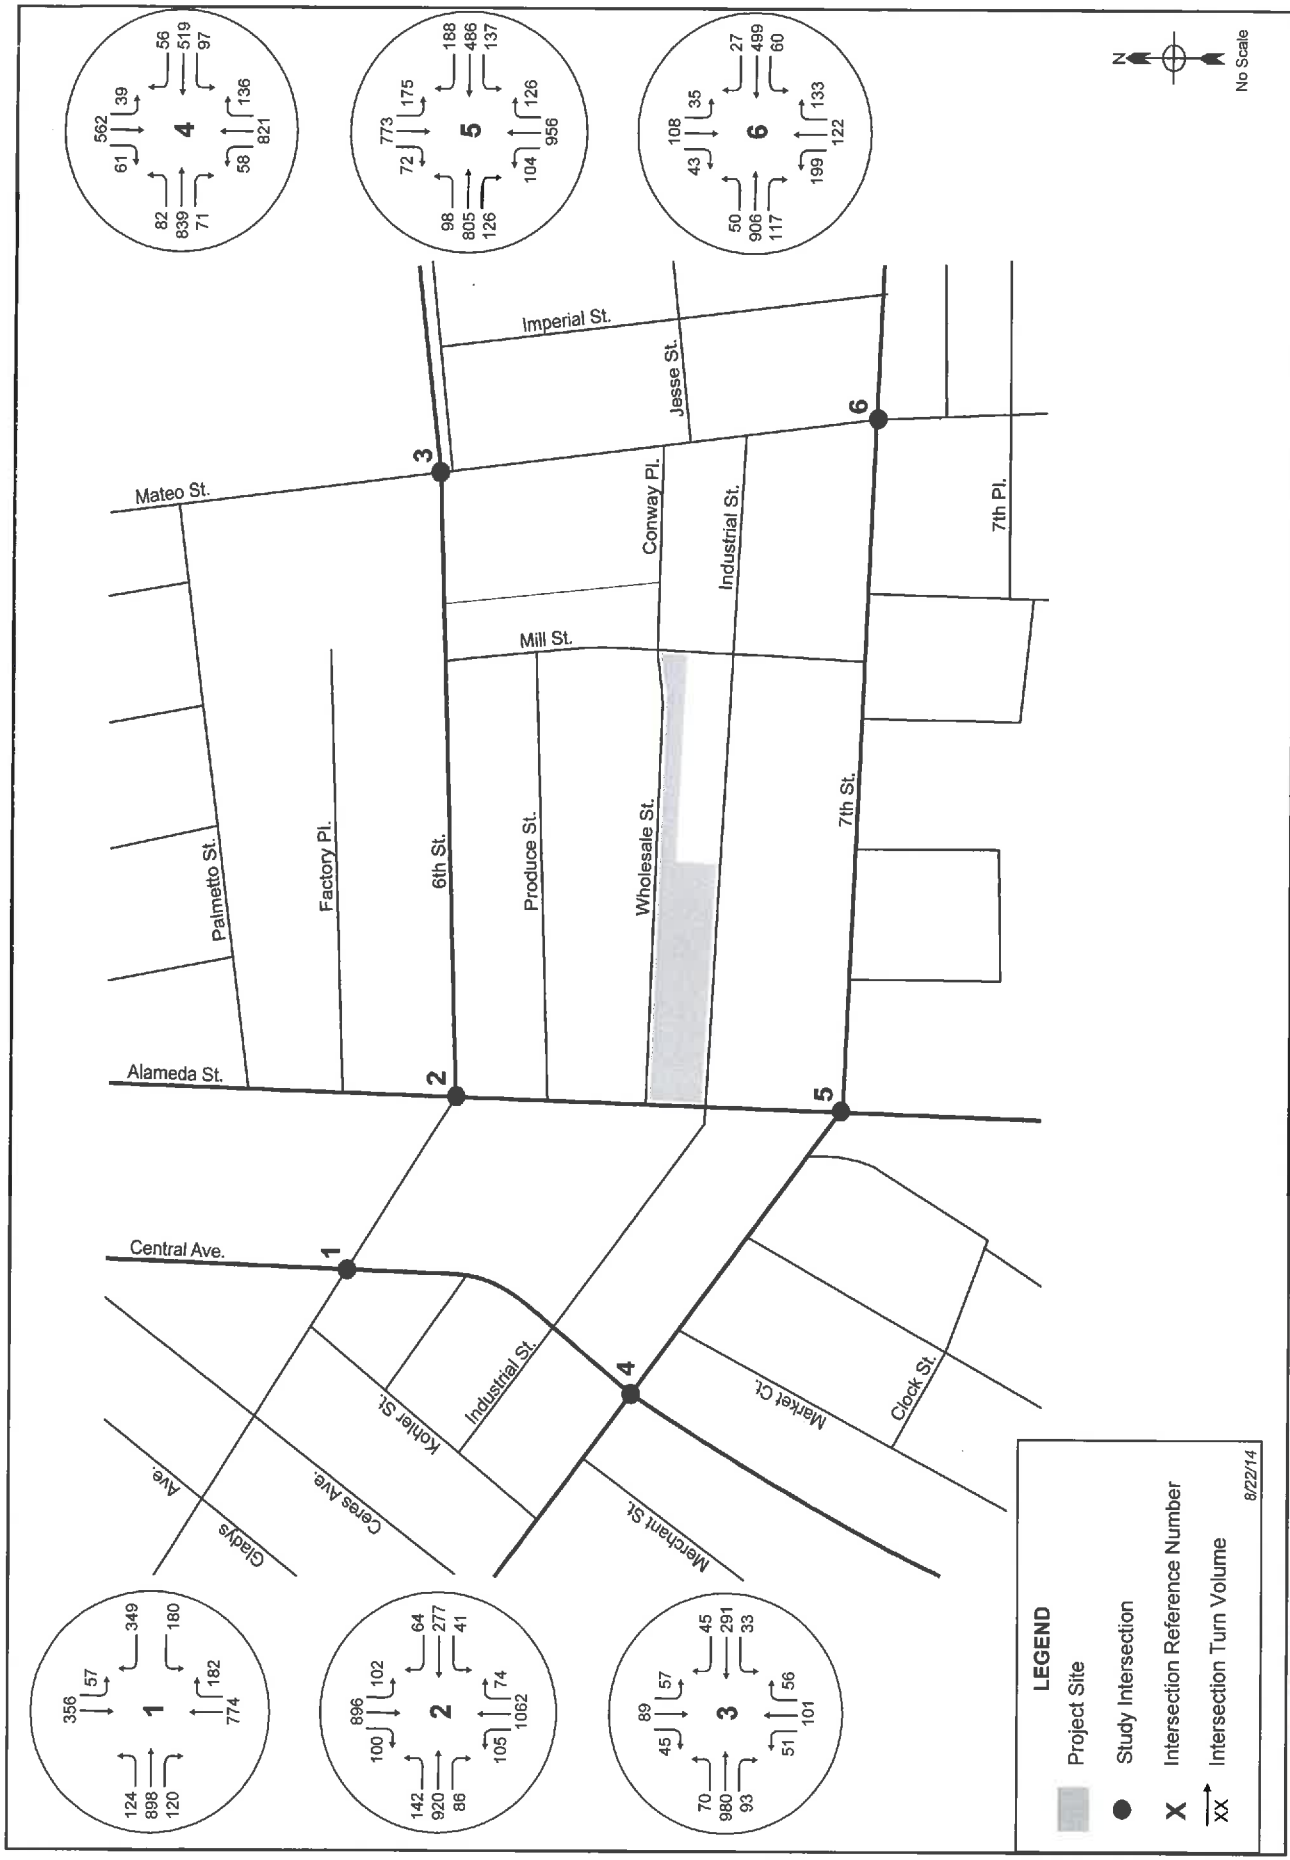 1
356
57
349
180
124
898
120
774
182
2
100
896
102
64
277
41
142
920
86
105
1062
74
3
45
89
57
45
291
33
70
980
93
51
101
56
4
61
562
39
56
519
97
82
839
71
58
821
136
5
72
773
175
188
486
137
98
805
126
104
956
126
6
43
108
35
27
499
60
50
906
117
199
122
133
Gladys
Ave.
Ceres Ave.
Kohler St.
Industrial St.
Merchant St.
Central Ave.
1
4
Market Ct.
Clock St.
Alameda St.
2
5
Palmetto St.
Factory Pl.
6th St.
Produce St.
Wholesale St.
7th St.
Mill St.
Mateo St.
3
Conway Pl.
Industrial St.
Jesse St.
Imperial St.
6
7th Pl.
N
No Scale
LEGEND
Project Site
Study Intersection
X Intersection Reference Number
XX Intersection Turn Volume
8/22/14